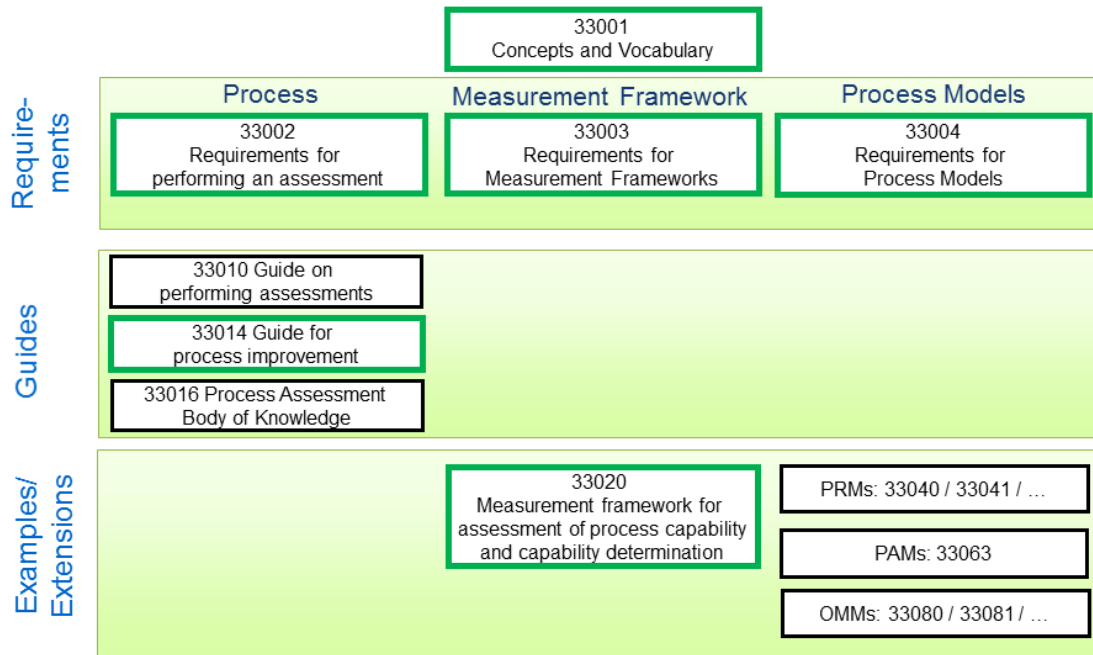 33001
Concepts and Vocabulary
Require-
ments
Process
Measurement Framework
Process Models
33002
Requirements for
performing an assessment
33003
Requirements for
Measurement Frameworks
33004
Requirements for
Process Models
Guides
33010 Guide on
performing assessments
33014 Guide for
process improvement
33016 Process Assessment
Body of Knowledge
Examples/
Extensions
33020
Measurement framework for
assessment of process capability
and capability determination
PRMs: 33040 / 33041 / ...
PAMs: 33063
OMMs: 33080 / 33081 / ...